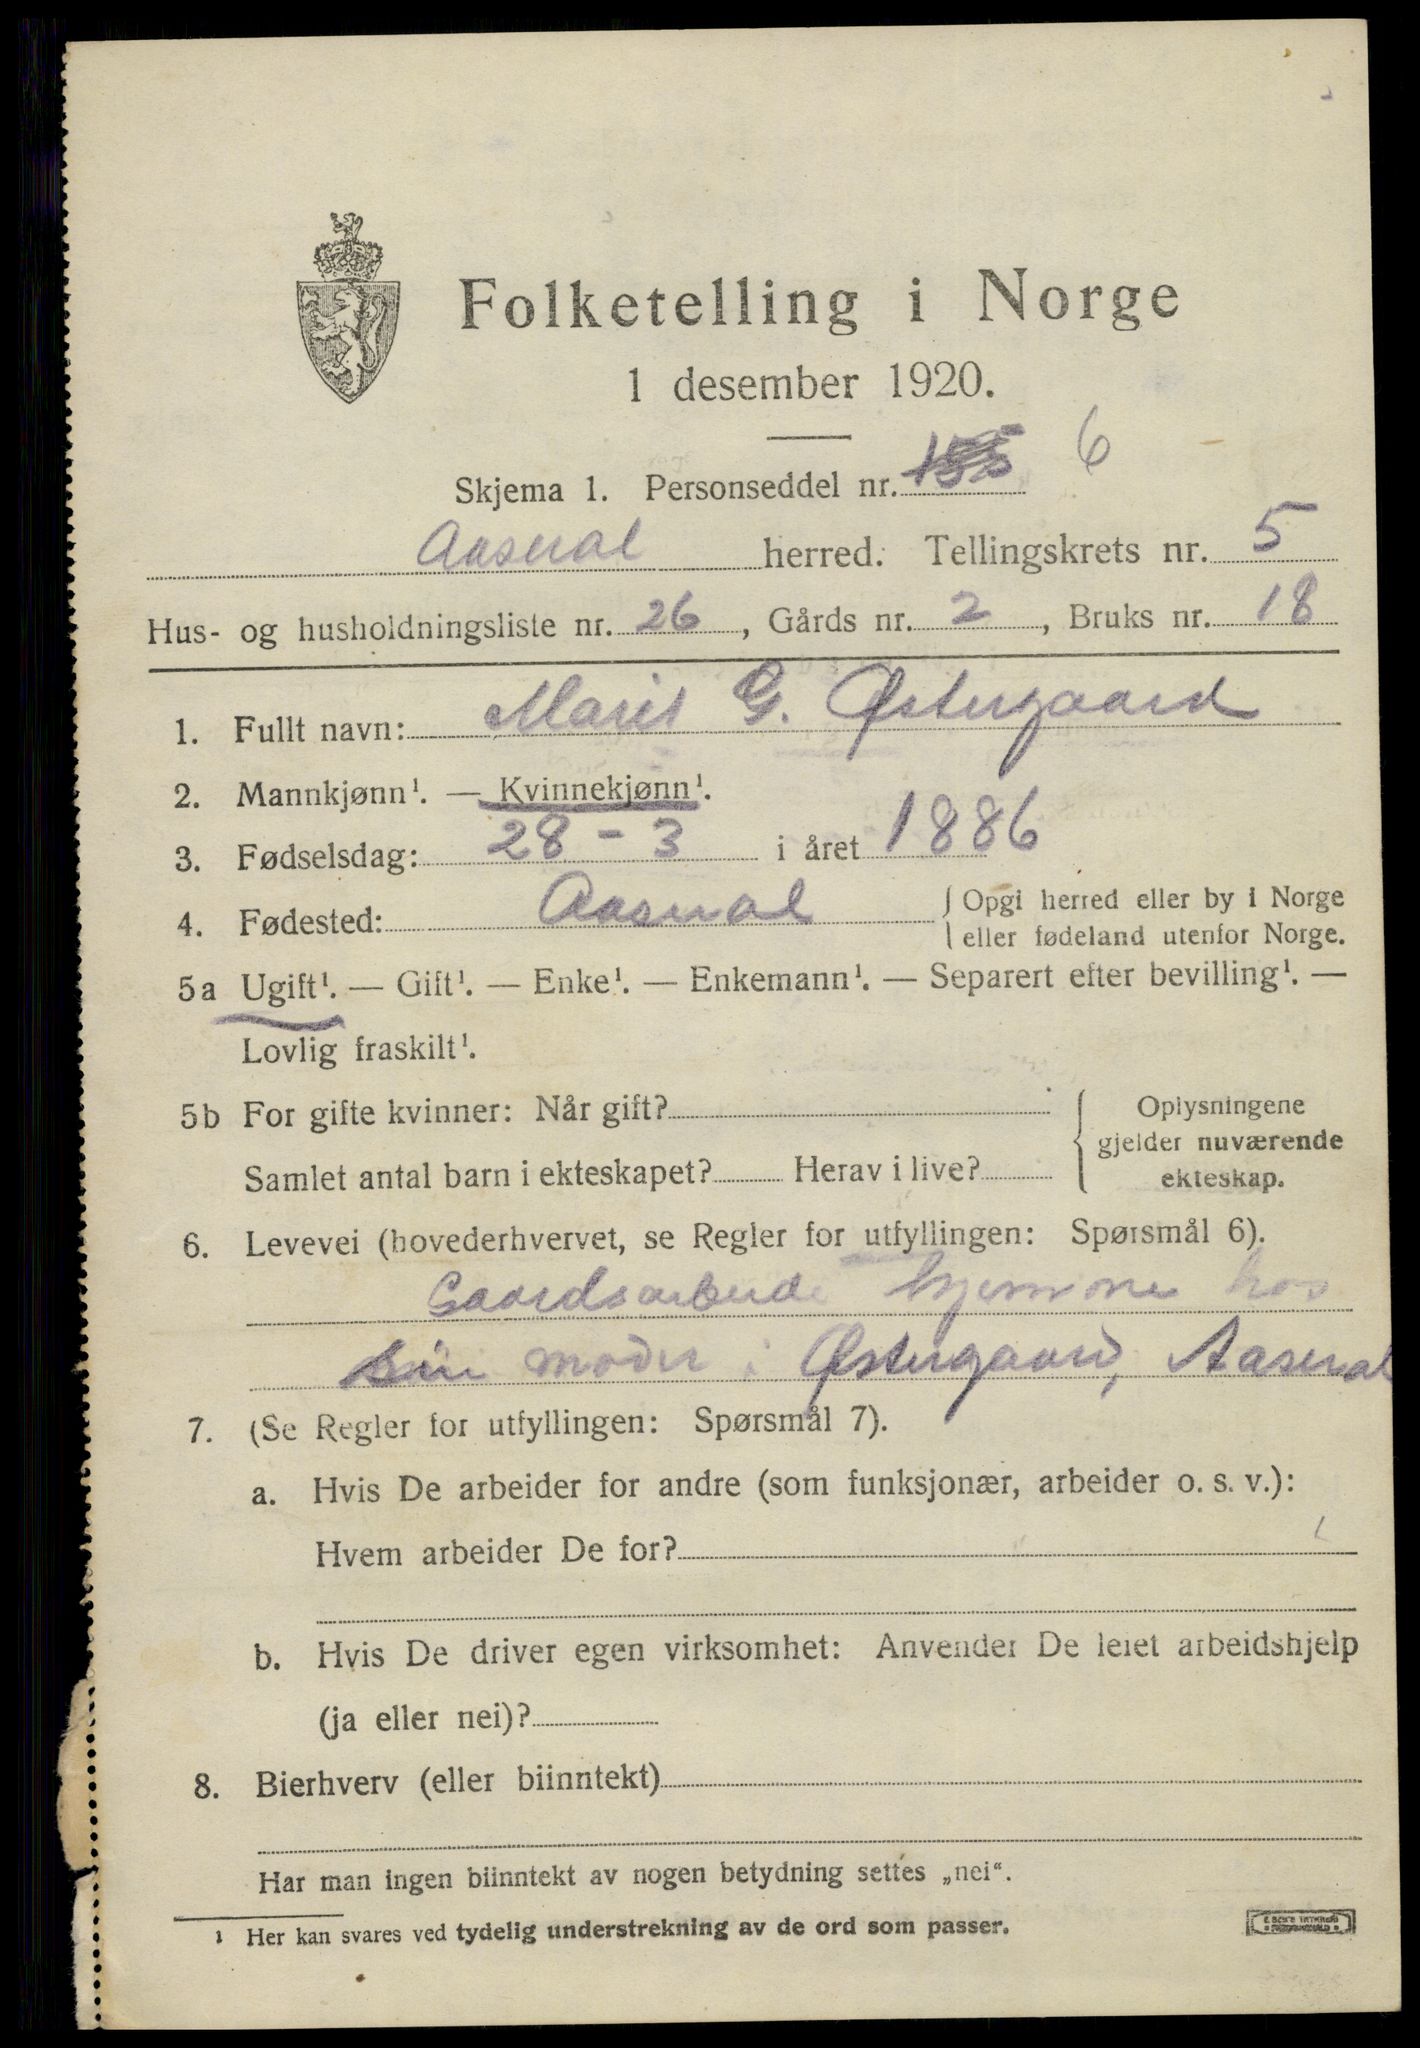 Folketelling i Norge
1 desember 1920.
Skjema 1. Personseddel nr. 155 6
Aaseral herred. Tellingskrets nr. 5
Hus- og husholdningsliste nr. 26, Gårds nr. 2, Bruks nr. 18
1. Fullt navn: Marit G. Østergaard
2. Mannkjønn¹. — Kvinnekjønn¹.
3. Fødselsdag: 28 - 3 i året 1886
4. Fødested: Aaseral { Opgi herred eller by i Norge
eller fødeland utenfor Norge.
5a Ugift¹. — Gift¹. — Enke¹. — Enkemann¹. — Separert efter bevilling¹. —
Lovlig fraskilt¹.
5b For gifte kvinner: Når gift? { Oplysningene
gjelder nuværende
Samlet antal barn i ekteskapet? Herav i live? ekteskap.
6. Levevei (hovederhvervet, se Regler for utfyllingen: Spørsmål 6).
Gaardsarbeide hjemme hos
sin moder i Østergaard, Aaseral
7. (Se Regler for utfyllingen: Spørsmål 7).
a. Hvis De arbeider for andre (som funksjonær, arbeider o. s. v.):
Hvem arbeider De for?
b. Hvis De driver egen virksomhet: Anvender De leiet arbeidshjelp
(ja eller nei)?
8. Bierhverv (eller biinntekt)
Har man ingen biinntekt av nogen betydning settes „nei“.
¹ Her kan svares ved tydelig understrekning av de ord som passer.